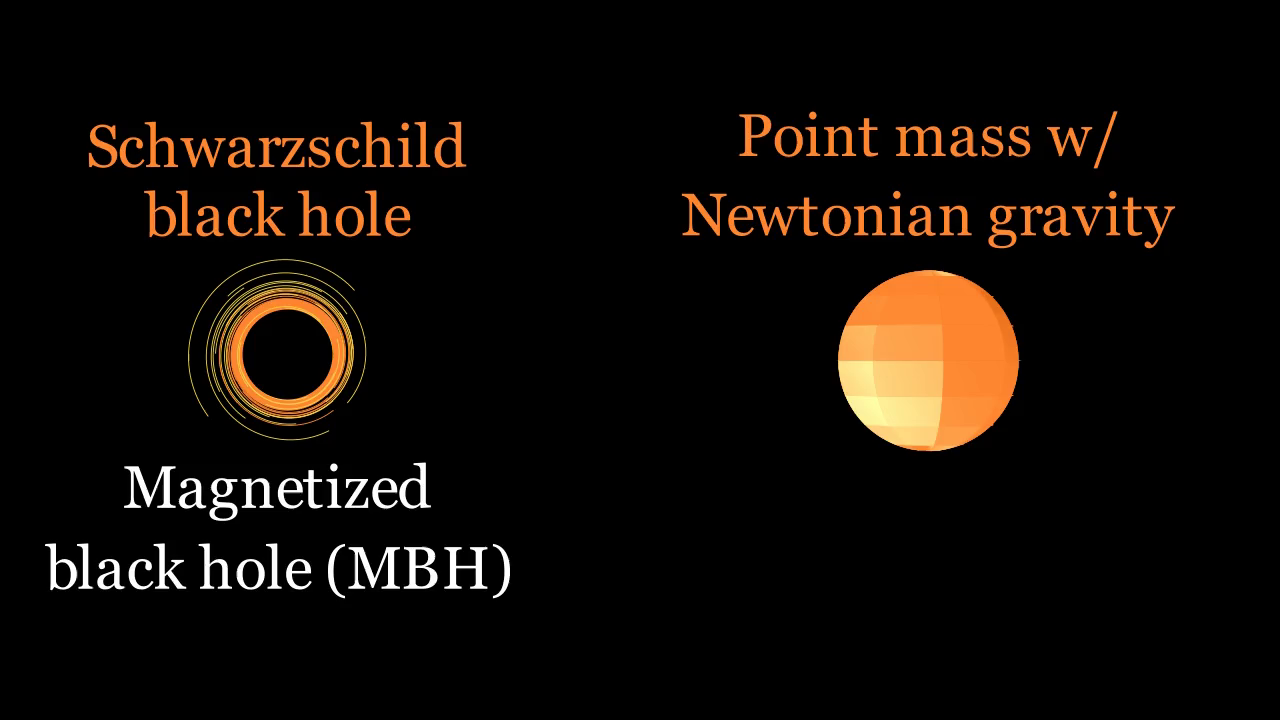 Schwarzschild
black hole
Magnetized
black hole (MBH)
Point mass w/
Newtonian gravity